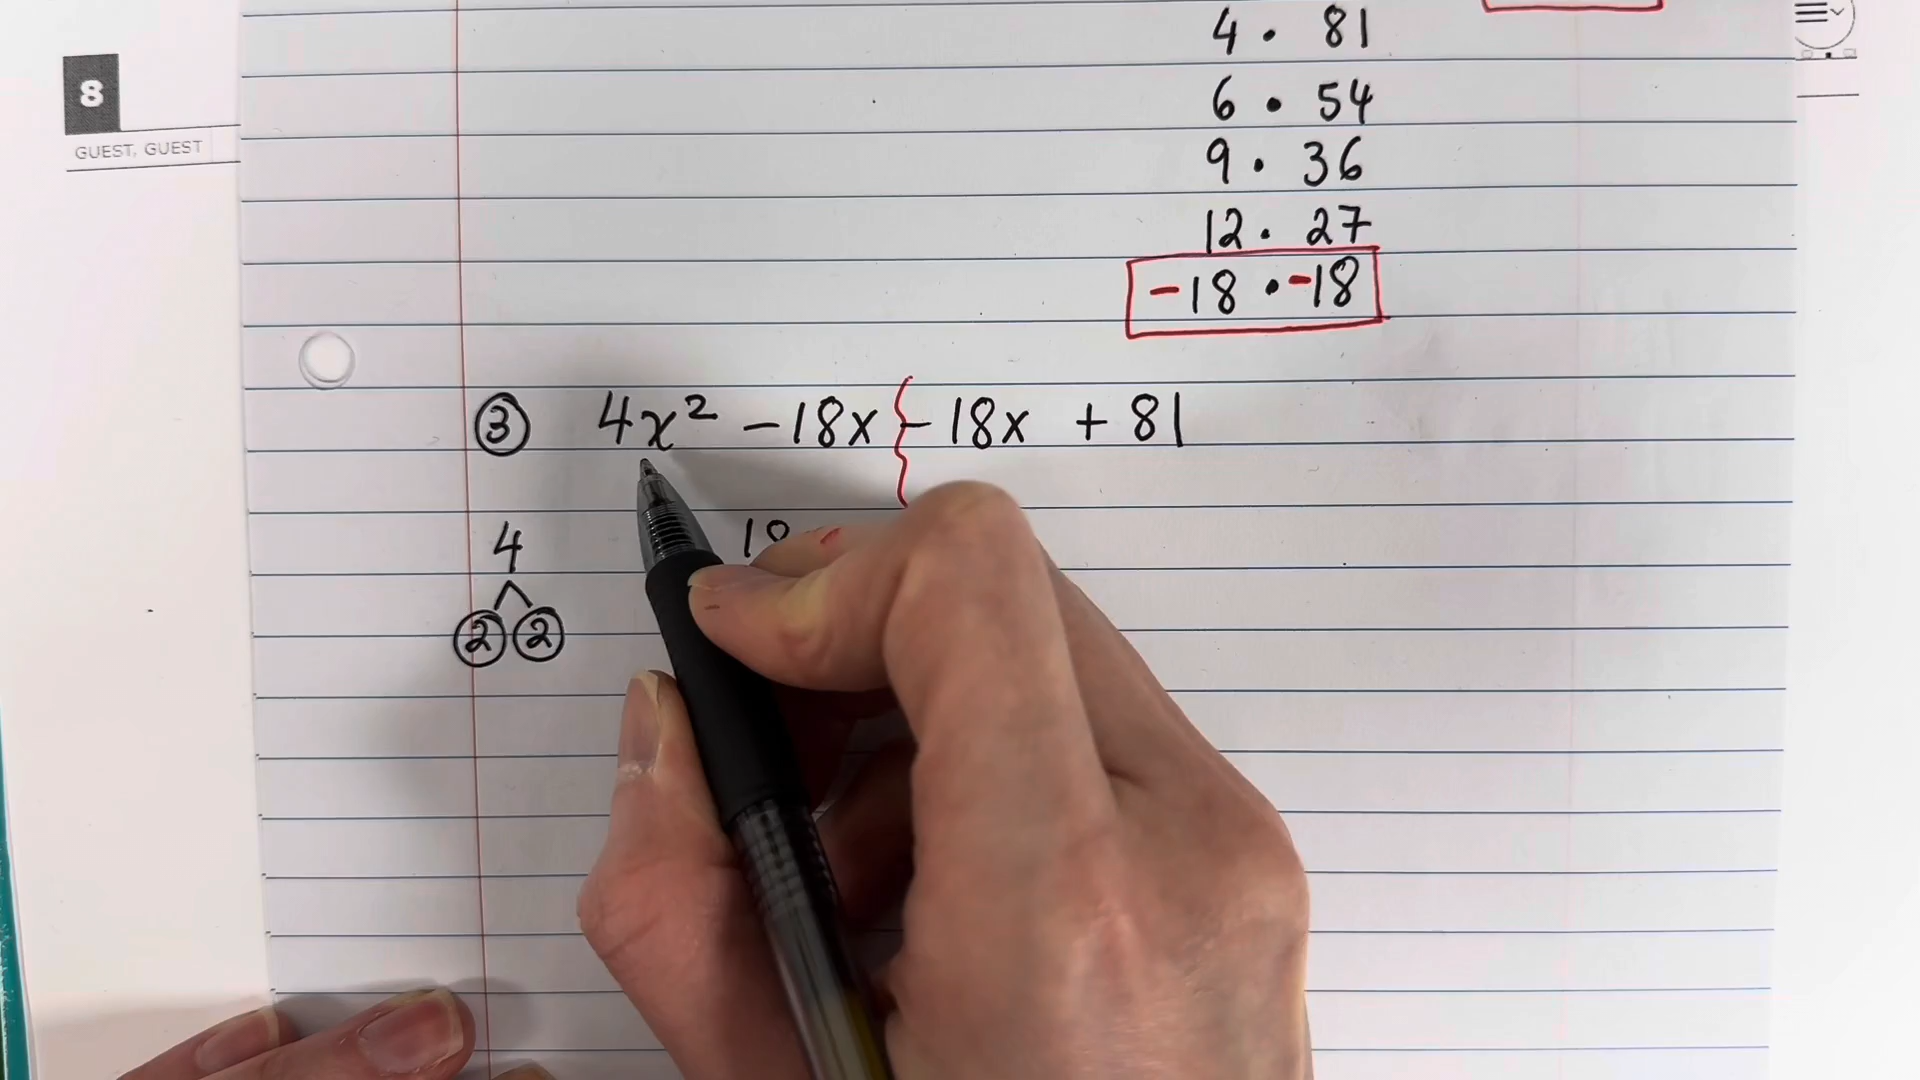 4 · 81
8
6 · 54
GUEST, GUEST
9 · 36
12 · 27
-18 · -18
③ 4x² -18x - 18x + 81
4
② ②